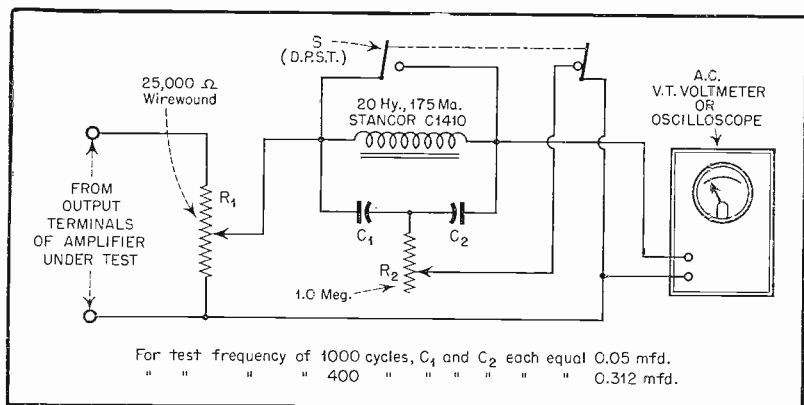 S
(D.P.S.T.)
A.C.
V.T. VOLTMETER
OR
OSCILLOSCOPE
25,000 Ω
Wirewound
20 Hy., 175 Ma.
STANCOR C1410
FROM
OUTPUT
TERMINALS
OF AMPLIFIER
UNDER TEST
R1
C1
C2
R2
1.0 Meg.
For test frequency of 1000 cycles, C1 and C2 each equal 0.05 mfd.
" " " " 400 " " " " " " 0.312 mfd.